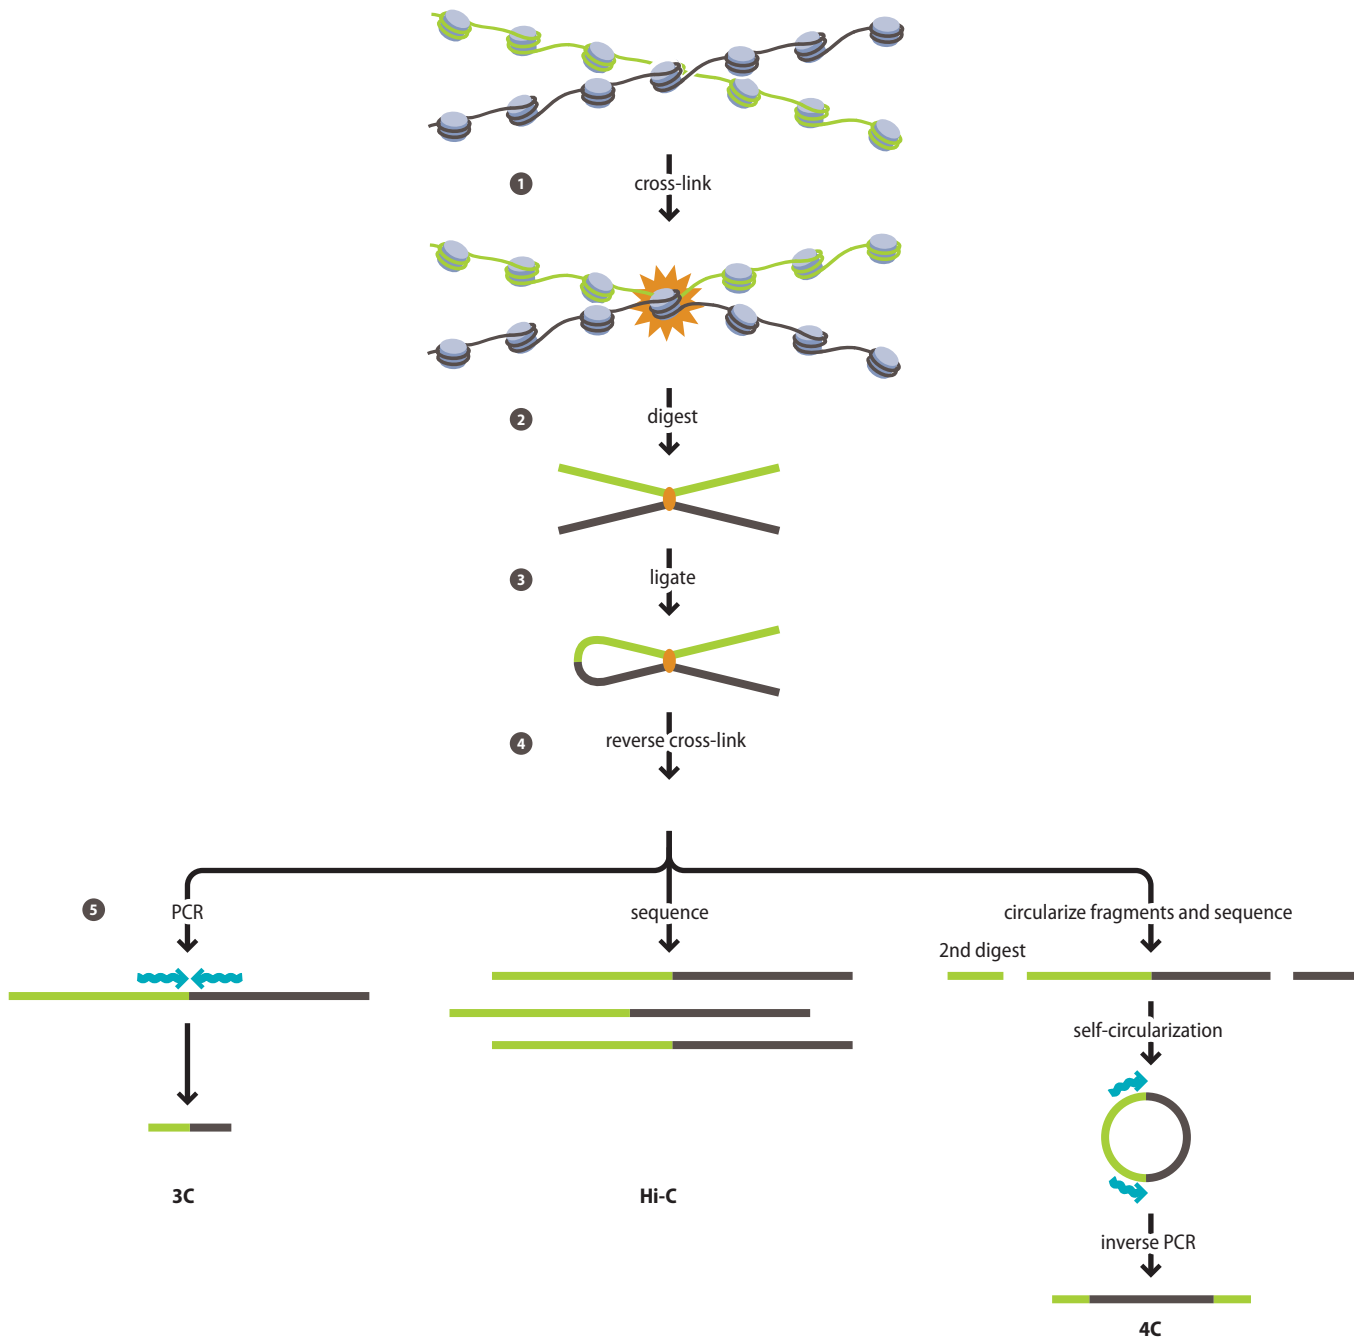 1
cross-link
2
digest
3
ligate
4
reverse cross-link
5
PCR
sequence
circularize fragments and sequence
2nd digest
self-circularization
3C
Hi-C
inverse PCR
4C